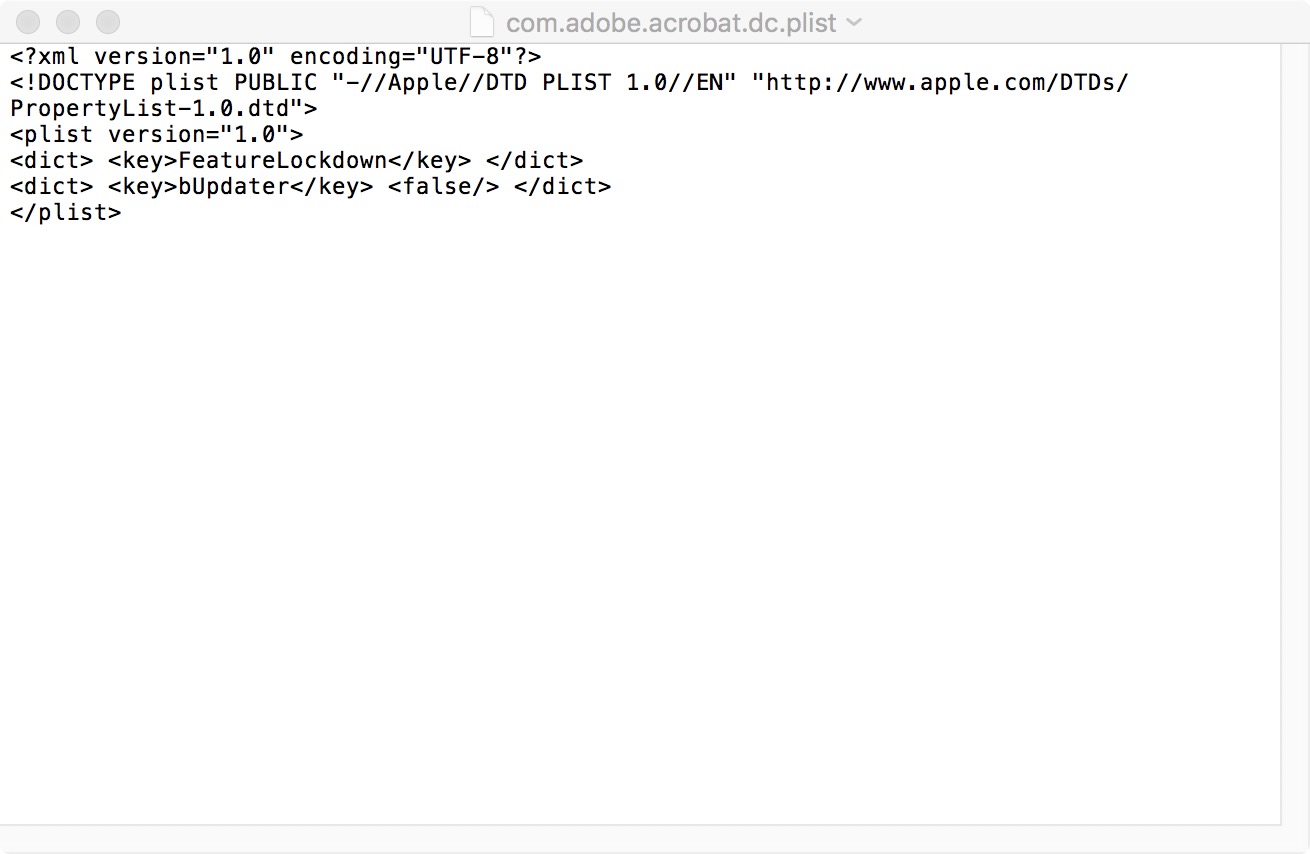 com.adobe.acrobat.dc.plist
<?xml version="1.0" encoding="UTF-8"?>
<!DOCTYPE plist PUBLIC "-//Apple//DTD PLIST 1.0//EN" "http://www.apple.com/DTDs/
PropertyList-1.0.dtd">
<plist version="1.0">
<dict> <key>FeatureLockdown</key> </dict>
<dict> <key>bUpdater</key> <false/> </dict>
</plist>